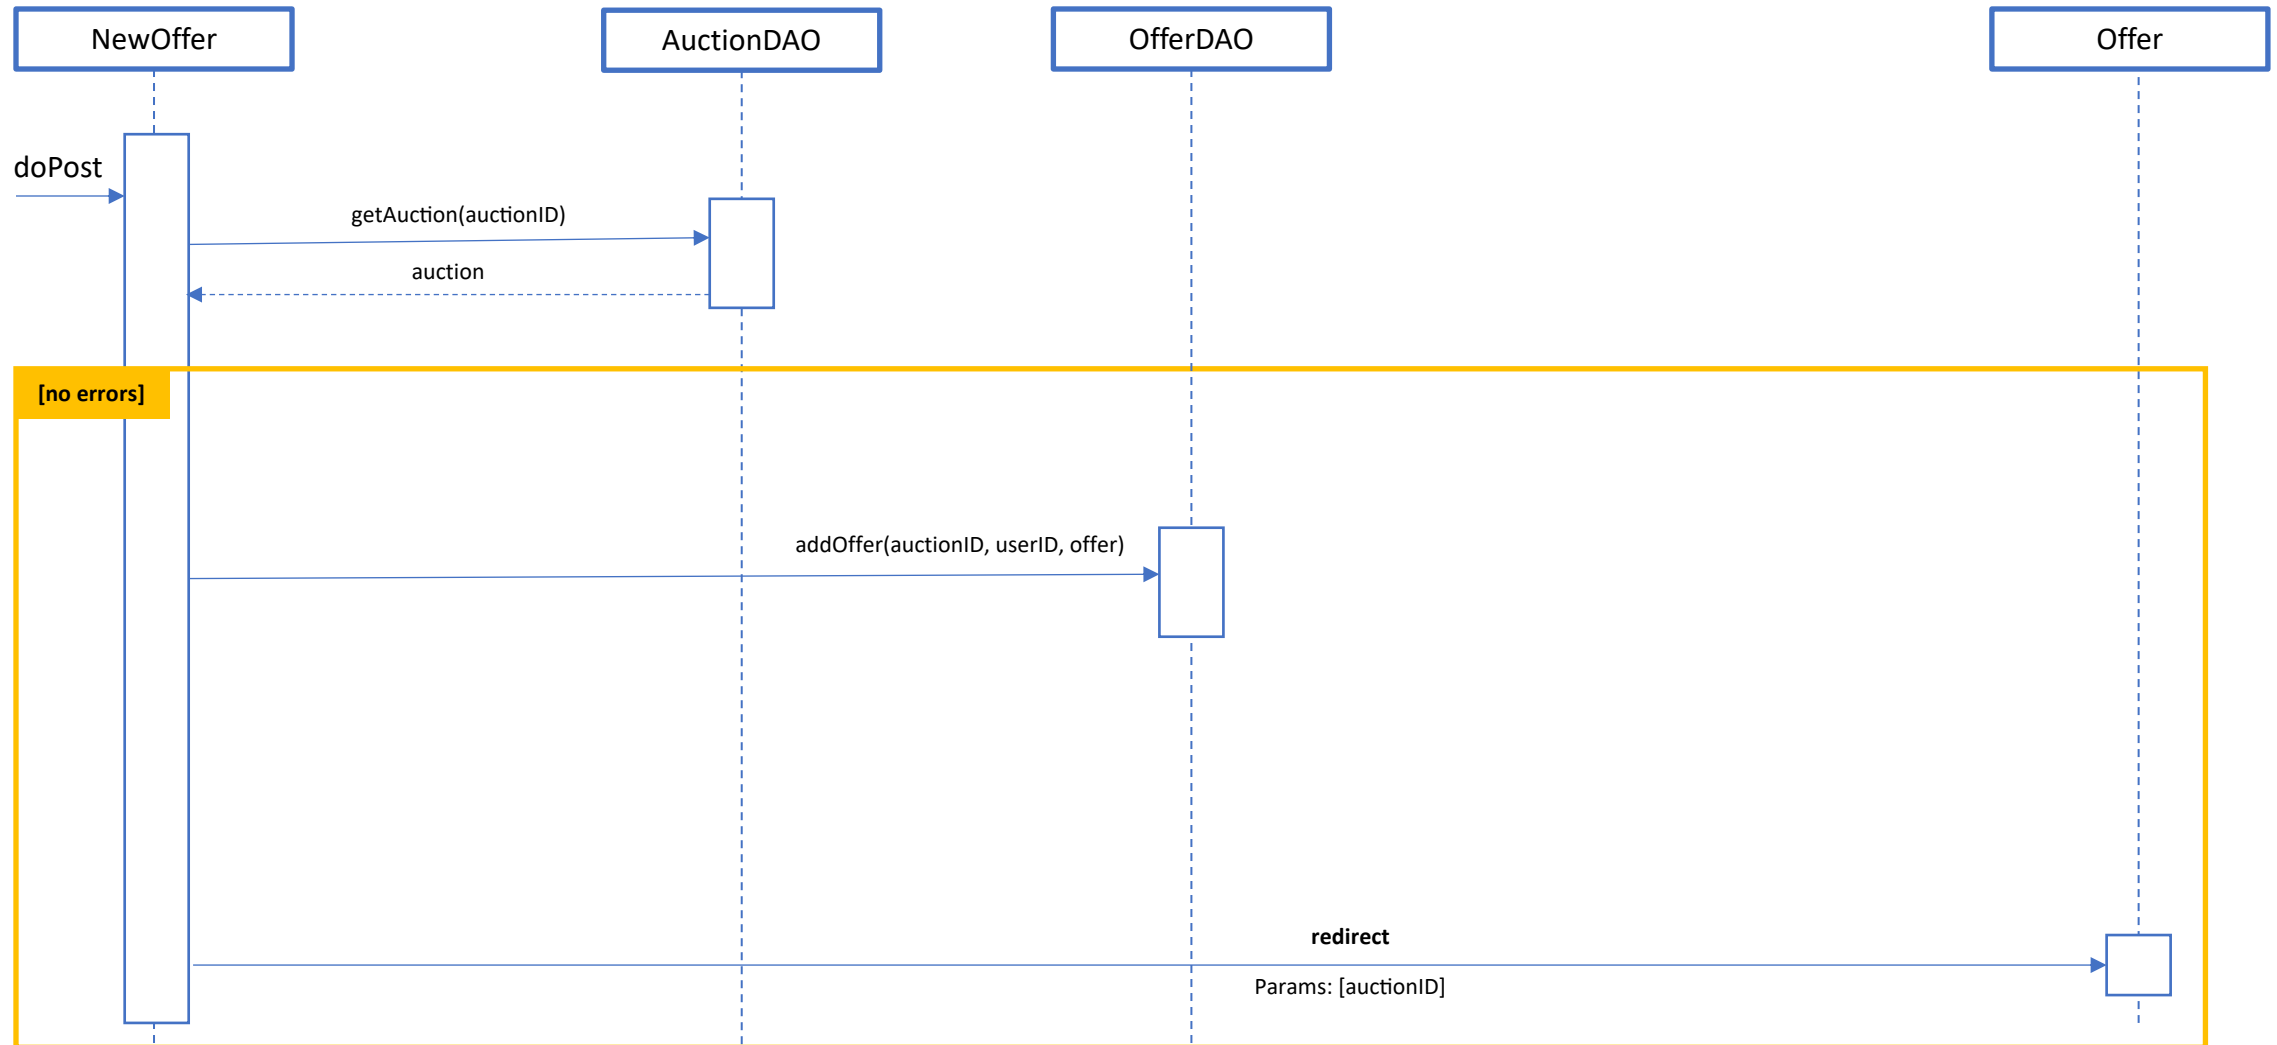 NewOffer
AuctionDAO
OfferDAO
Offer
doPost
getAuction(auctionID)
auction
[no errors]
addOffer(auctionID, userID, offer)
redirect
Params: [auctionID]